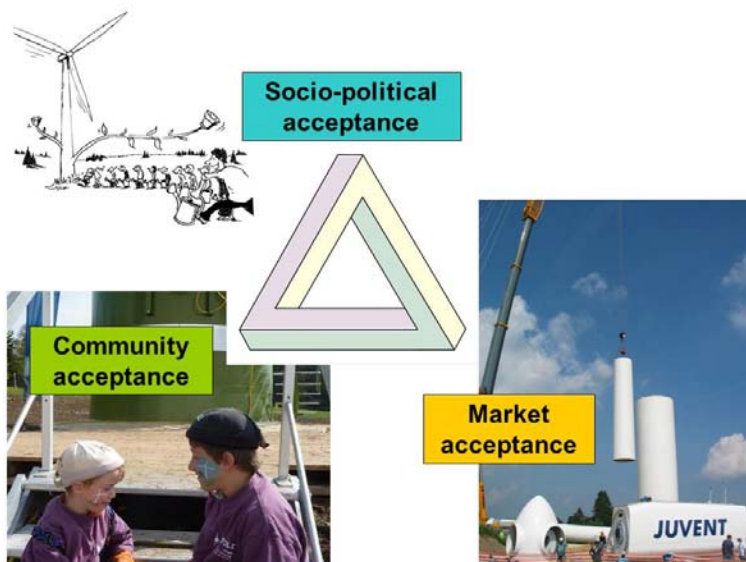 Socio-political
acceptance
Community
acceptance
Market
acceptance
JUVENT